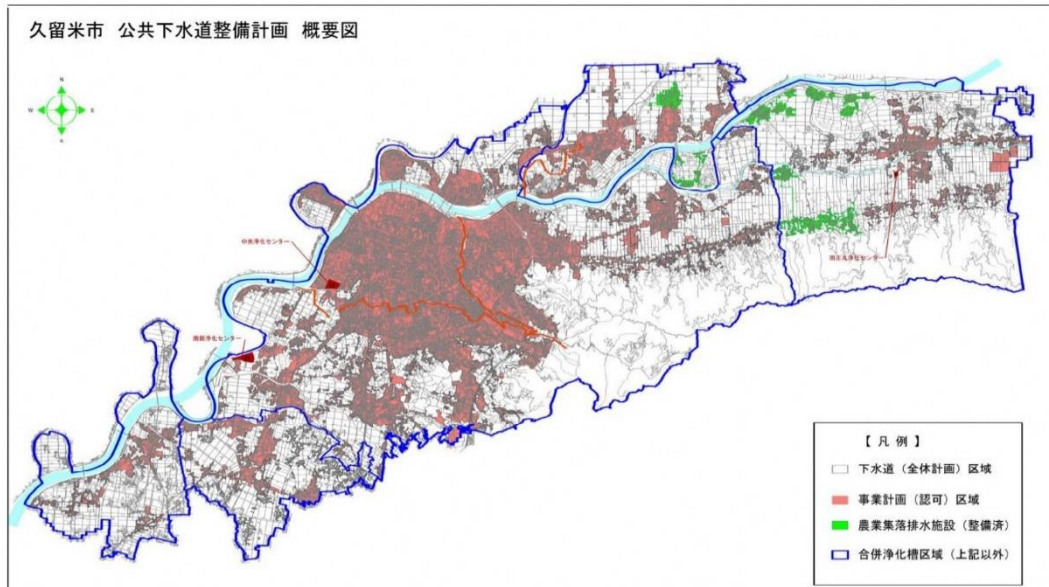 久留米市 公共下水道整備計画 概要図
N
W
E
S
中央浄化センター
南部浄化センター
田主丸浄化センター
【 凡 例 】
下水道（全体計画）区域
事業計画（認可）区域
農業集落排水施設（整備済）
合併浄化槽区域（上記以外）